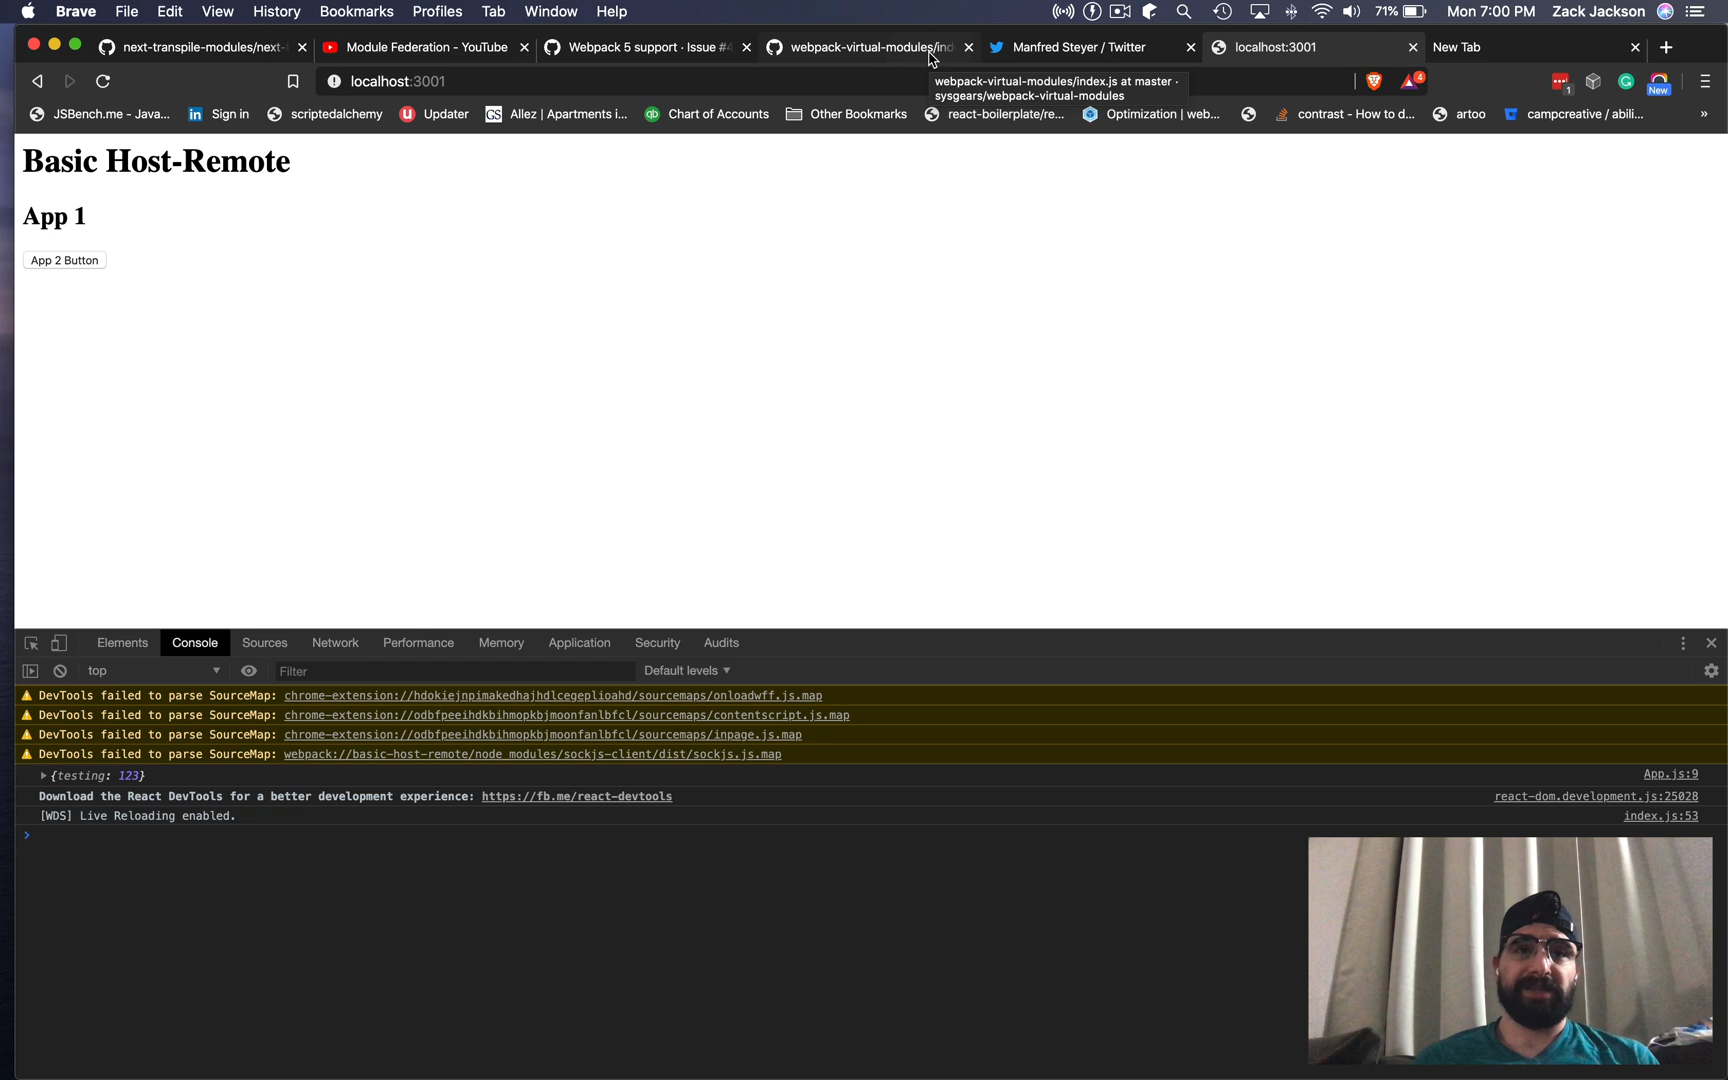 Brave File Edit View History Bookmarks Profiles Tab Window Help 71% Mon 7:00 PM Zack Jackson
next-transpile-modules/next- Module Federation - YouTube Webpack 5 support · Issue #4 webpack-virtual-modules/ind Manfred Steyer / Twitter localhost:3001 New Tab
localhost:3001 4 1 New
webpack-virtual-modules/index.js at master ·
sysgears/webpack-virtual-modules
JSBench.me - Java... Sign in scriptedalchemy Updater GS Allez | Apartments i... Chart of Accounts Other Bookmarks react-boilerplate/re... Optimization | web... contrast - How to d... artoo campcreative / abili... »
Basic Host-Remote
App 1
App 2 Button
Elements Console Sources Network Performance Memory Application Security Audits
top Filter Default levels
DevTools failed to parse SourceMap: chrome-extension://hdokiejnpimakedhajhdlcegeplioahd/sourcemaps/onloadwff.js.map
DevTools failed to parse SourceMap: chrome-extension://odbfpeeihdkbihmopkbjmoonfanlbfcl/sourcemaps/contentscript.js.map
DevTools failed to parse SourceMap: chrome-extension://odbfpeeihdkbihmopkbjmoonfanlbfcl/sourcemaps/inpage.js.map
DevTools failed to parse SourceMap: webpack://basic-host-remote/node_modules/sockjs-client/dist/sockjs.js.map
{testing: 123} App.js:9
Download the React DevTools for a better development experience: https://fb.me/react-devtools react-dom.development.js:25028
[WDS] Live Reloading enabled. index.js:53